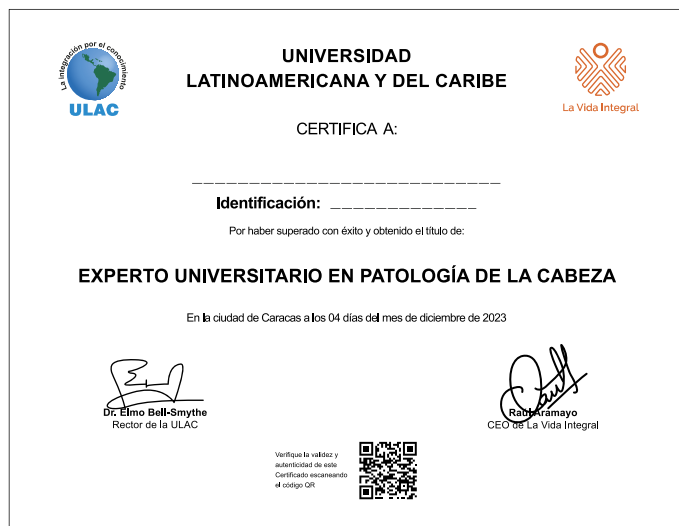 La integración por el conocimiento
ULAC
UNIVERSIDAD
LATINOAMERICANA Y DEL CARIBE
La Vida Integral
CERTIFICA A:
Identificación:
Por haber superado con éxito y obtenido el título de:
EXPERTO UNIVERSITARIO EN PATOLOGÍA DE LA CABEZA
En la ciudad de Caracas a los 04 días del mes de diciembre de 2023
Dr. Elmo Bell-Smythe
Rector de la ULAC
Raúl Aramayo
CEO de La Vida Integral
Verifique la validez y
autenticidad de este
Certificado escaneando
el código QR